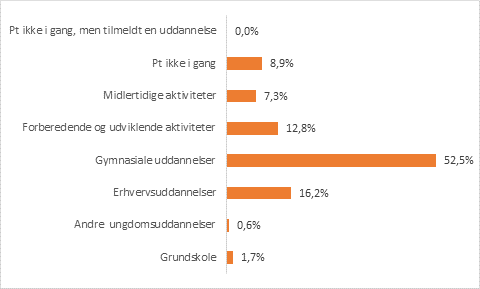 Pt ikke i gang, men tilmeldt en uddannelse 0,0%
Pt ikke i gang 8,9%
Midlertidige aktiviteter 7,3%
Forberedende og udviklende aktiviteter 12,8%
Gymnasiale uddannelser 52,5%
Erhvervsuddannelser 16,2%
Andre ungdomsuddannelser 0,6%
Grundskole 1,7%